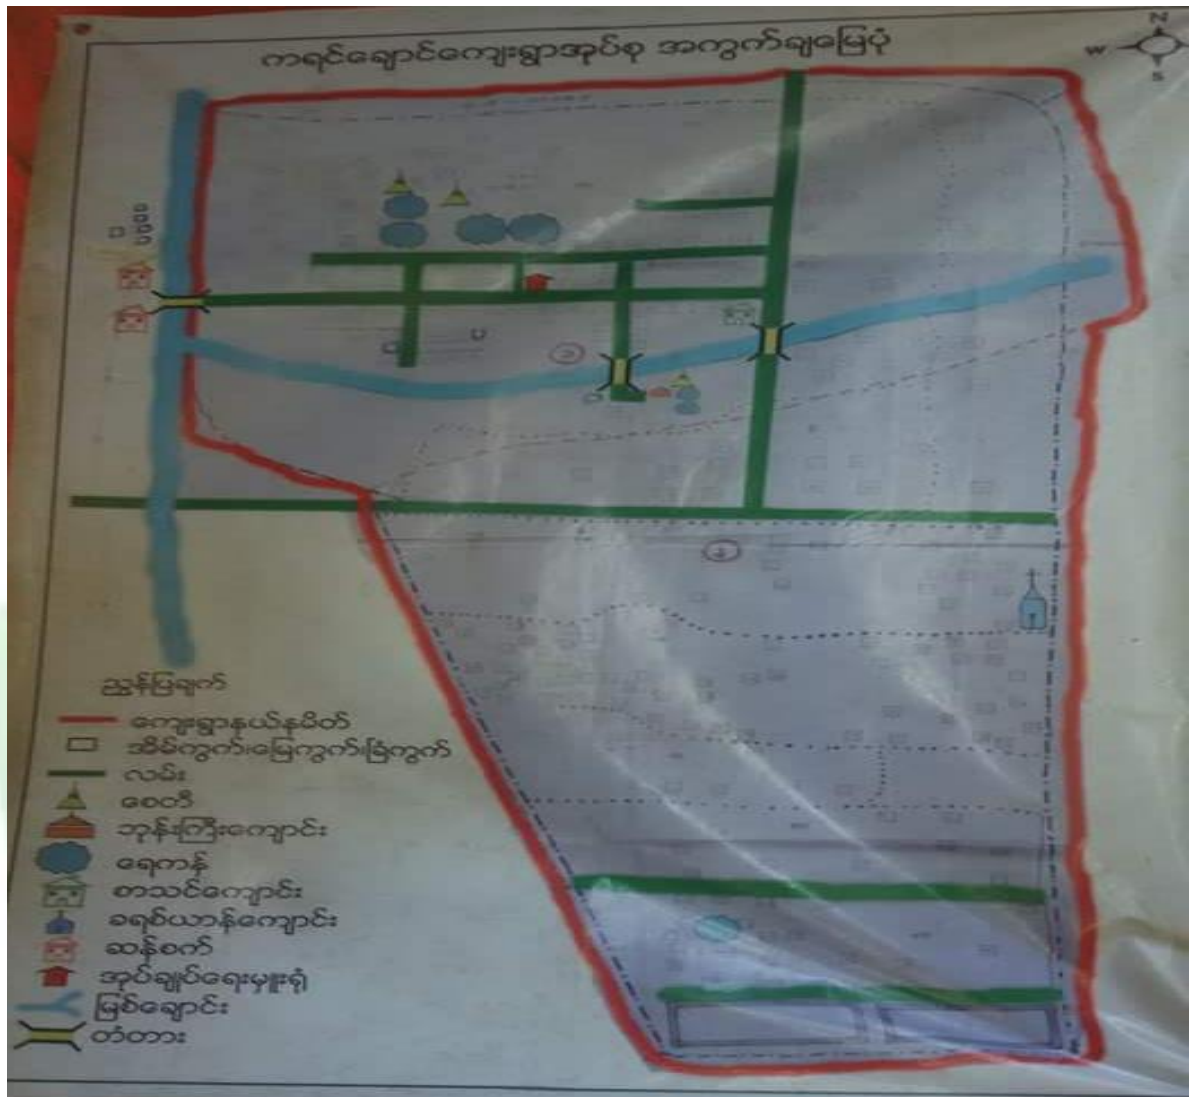 ကရင်ချောင်ကျေးရွာအုပ်စု အကွက်ချမြေပုံ
N
W
S
ညွှန်ပြချက်
ကျေးရွာနယ်နမိတ်
အိမ်ကွက်၊မြေကွက်၊ခြံကွက်
လမ်း
စေတီ
ဘုန်းကြီးကျောင်း
ရေကန်
စာသင်ကျောင်း
ခရစ်ယာန်ကျောင်း
ဆန်စက်
အုပ်ချုပ်ရေးမှူးရုံး
မြစ်ချောင်း
တံတား